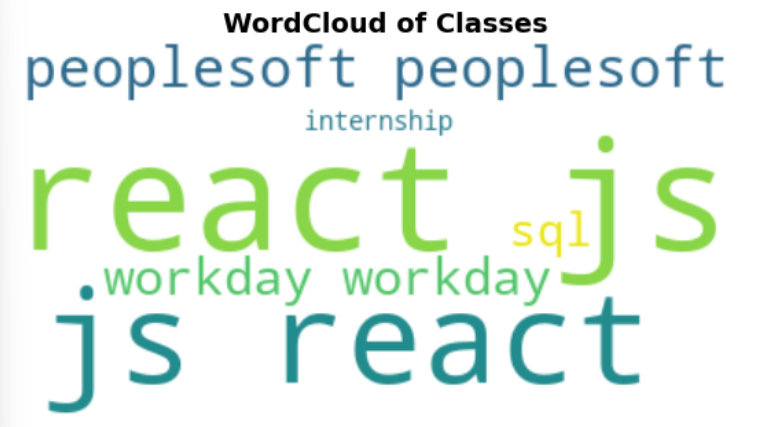 WordCloud of Classes
peoplesoft peoplesoft
internship
react js
sql
workday workday
js react